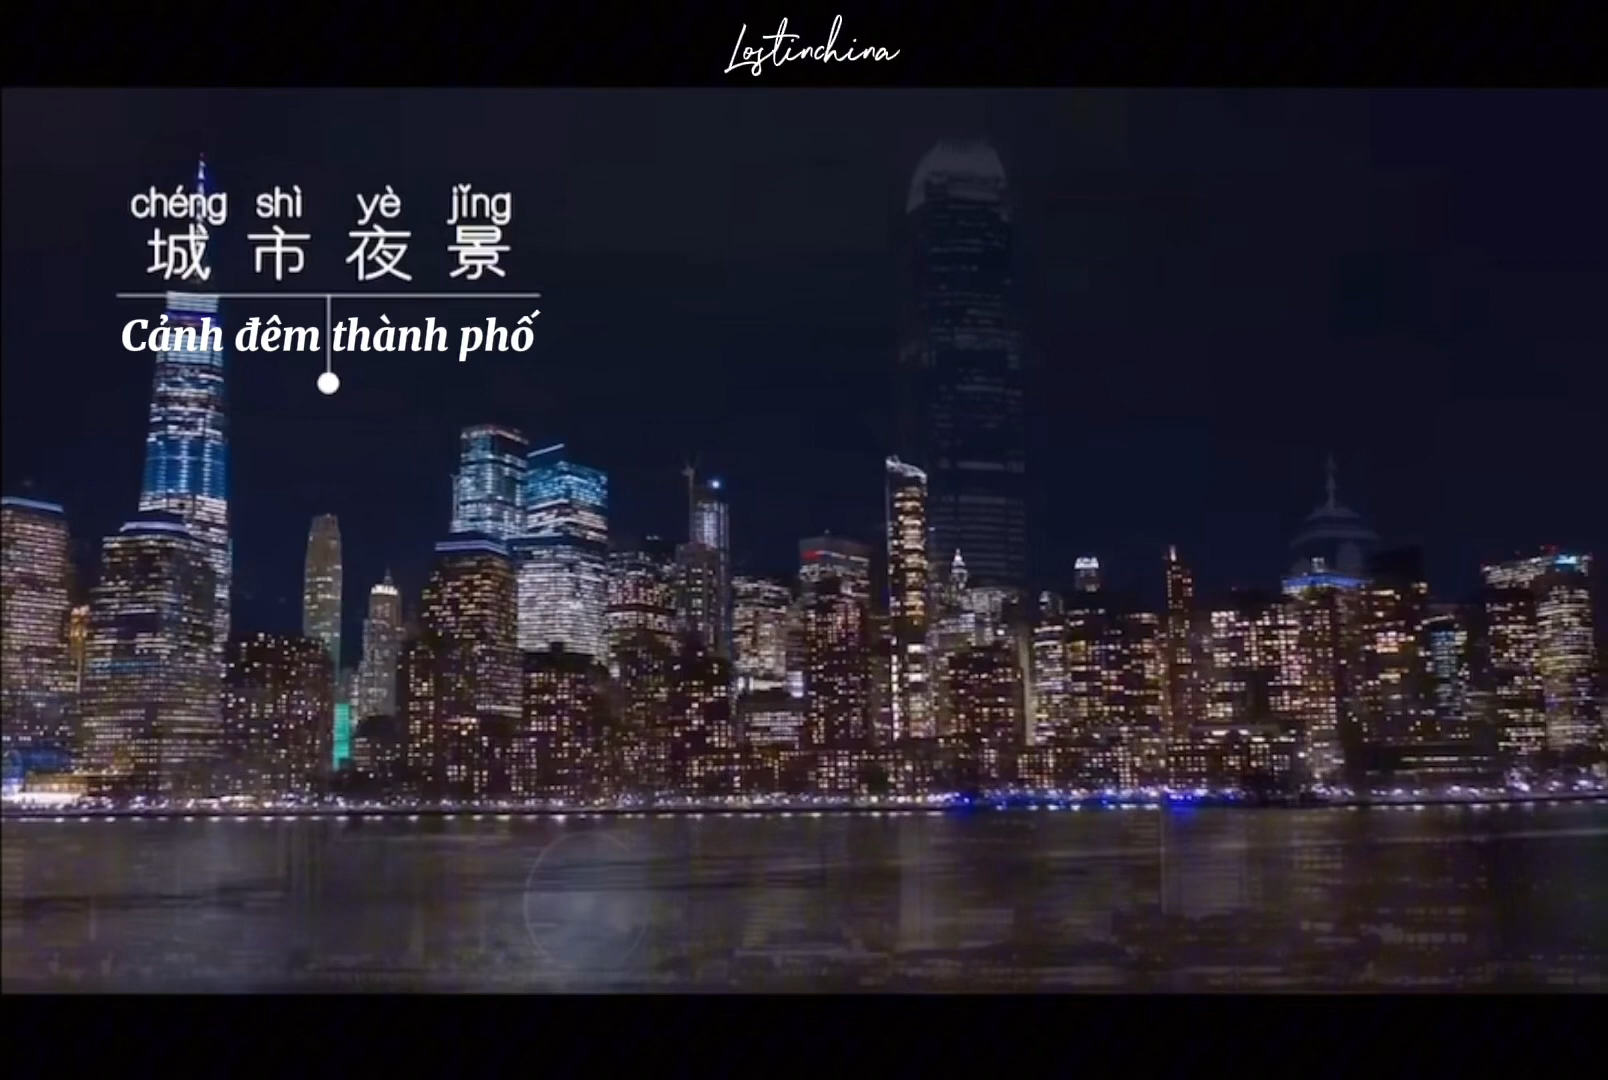 Lostinchina
chéng shì yè jǐng
城市夜景
Cảnh đêm thành phố